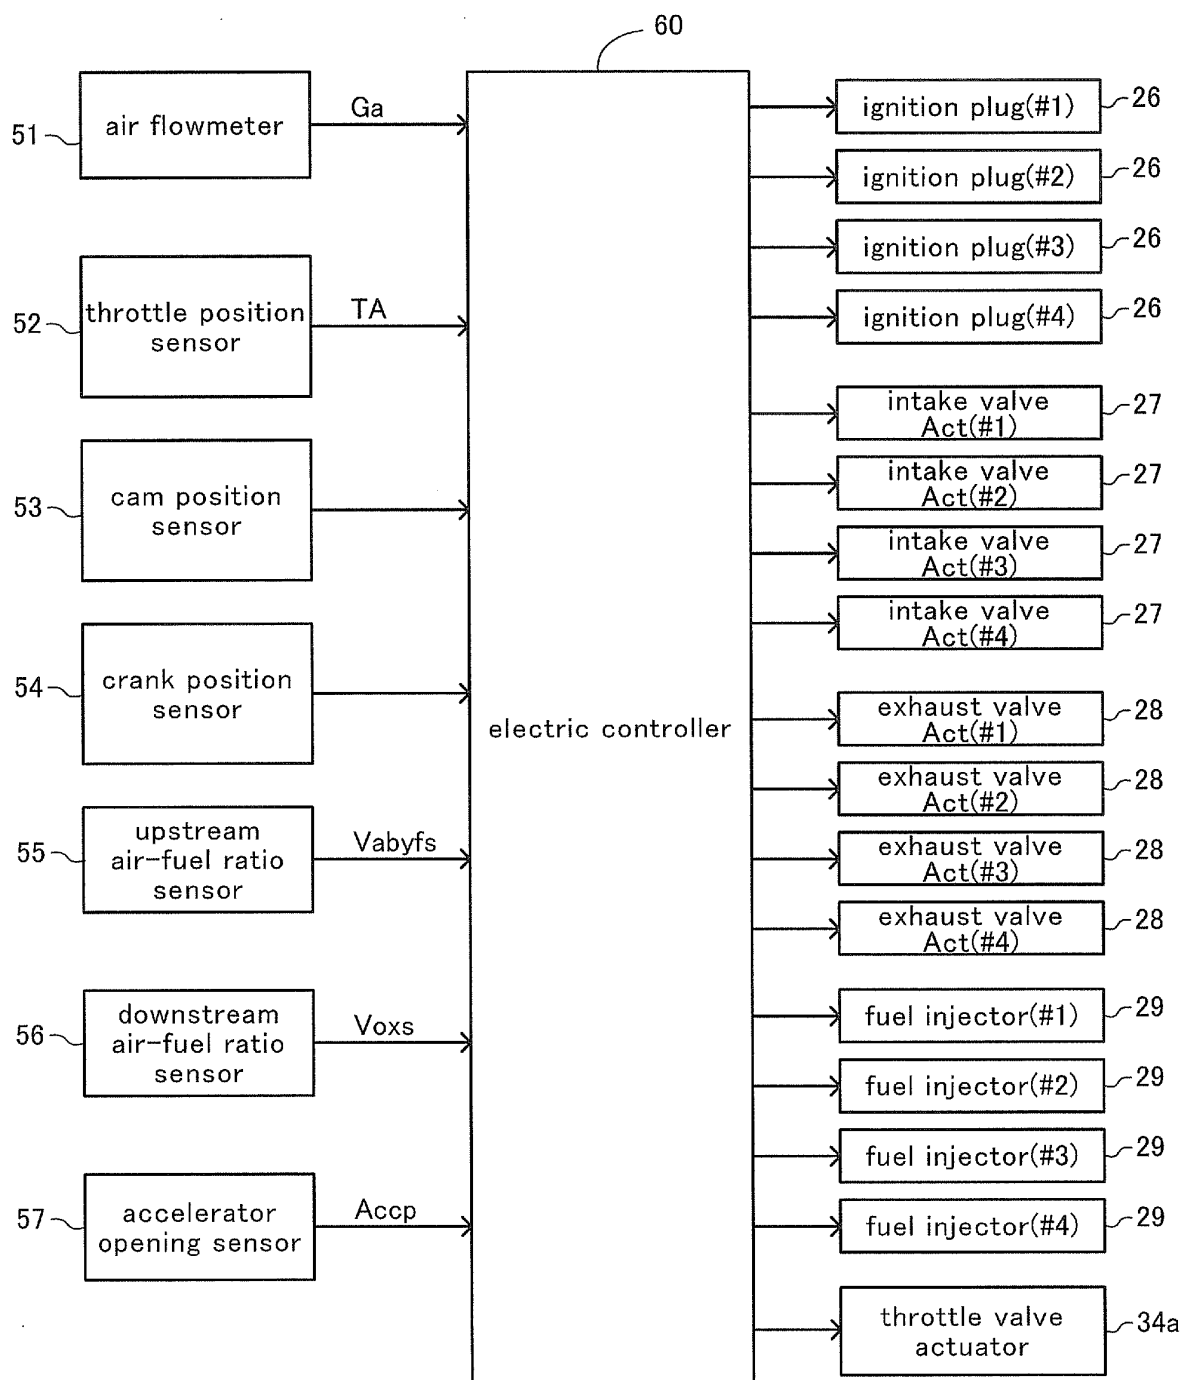 60
51
air flowmeter
Ga
52
throttle position
sensor
TA
53
cam position
sensor
54
crank position
sensor
55
upstream
air-fuel ratio
sensor
Vabyfs
56
downstream
air-fuel ratio
sensor
Voxs
57
accelerator
opening sensor
Accp
electric controller
ignition plug(#1)
26
ignition plug(#2)
26
ignition plug(#3)
26
ignition plug(#4)
26
intake valve
Act(#1)
27
intake valve
Act(#2)
27
intake valve
Act(#3)
27
intake valve
Act(#4)
27
exhaust valve
Act(#1)
28
exhaust valve
Act(#2)
28
exhaust valve
Act(#3)
28
exhaust valve
Act(#4)
28
fuel injector(#1)
29
fuel injector(#2)
29
fuel injector(#3)
29
fuel injector(#4)
29
throttle valve
actuator
34a